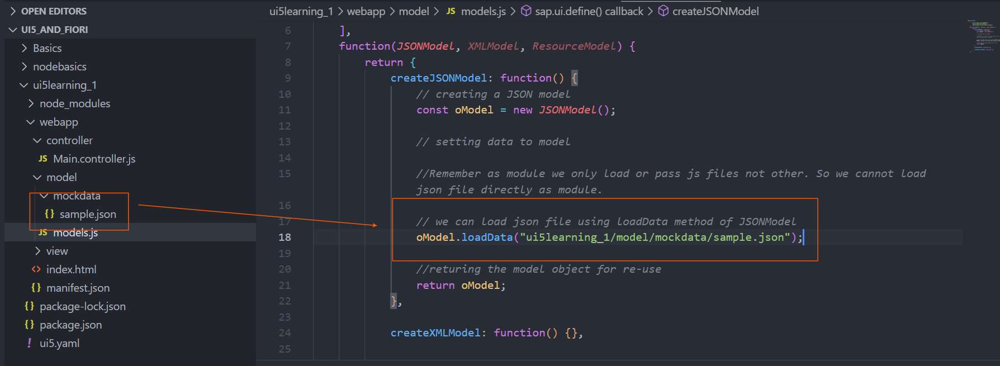 OPEN EDITORS
UI5_AND_FIORI
Basics
nodebasics
ui5learning_1
node_modules
webapp
controller
JS Main.controller.js
model
mockdata
{} sample.json
JS models.js
view
<> index.html
{} manifest.json
{} package-lock.json
{} package.json
! ui5.yaml
ui5learning_1 > webapp > model > JS models.js > sap.ui.define() callback > createJSONModel
6 ],
7 function(JSONModel, XMLModel, ResourceModel) {
8 return {
9 createJSONModel: function() {
10 // creating a JSON model
11 const oModel = new JSONModel();
12
13 // setting data to model
14
15 //Remember as module we only load or pass js files not other. So we cannot load
json file directly as module.
16
17 // we can load json file using loadData method of JSONModel
18 oModel.loadData("ui5learning_1/model/mockdata/sample.json");
19
20 //returing the model object for re-use
21 return oModel;
22 },
23
24 createXMLModel: function() {},
25